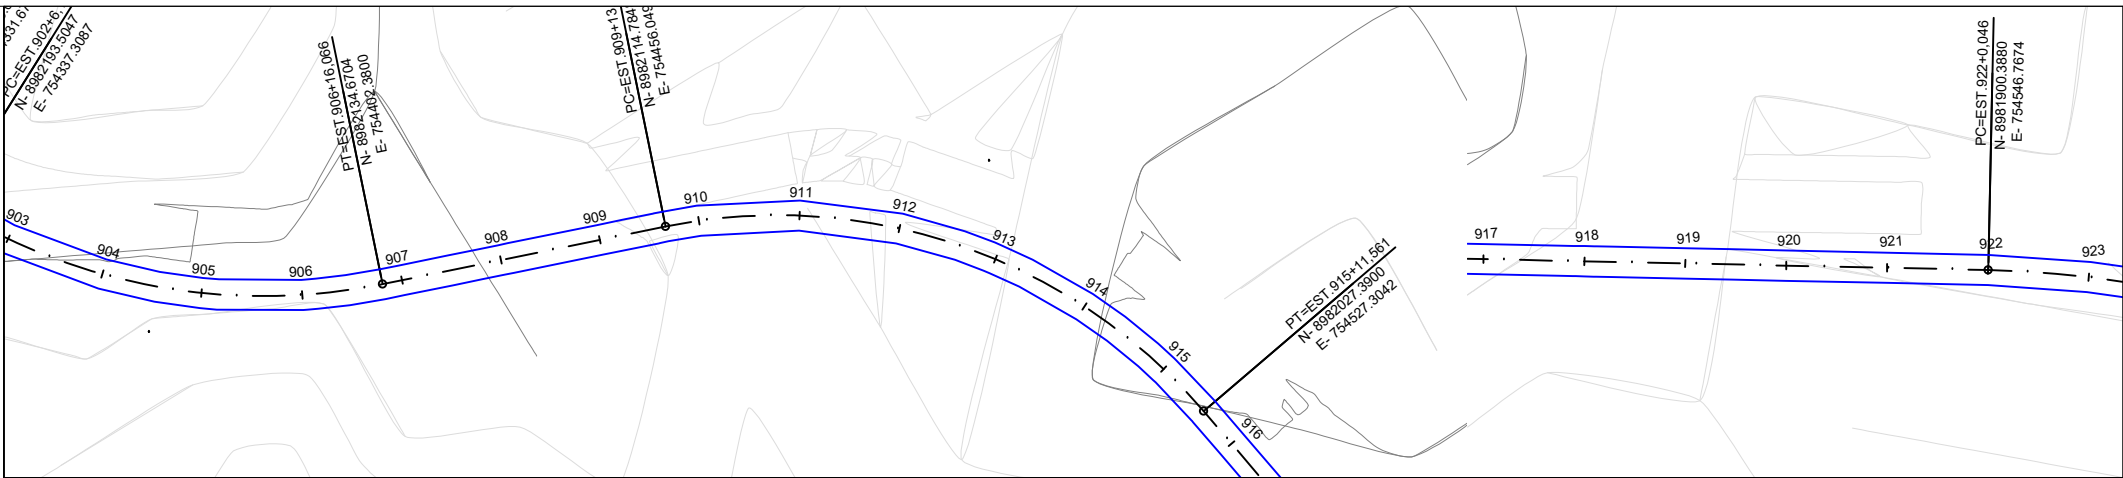 PC=EST.902+6,
N- 8982193.5047
E- 754337.3087
PT=EST.906+16,066
N- 8982134.6704
E- 754402.3800
PC=EST.909+13
N- 8982114.784
E- 754456.049
PT=EST.915+11,561
N- 8982027.3900
E- 754527.3042
PC=EST.922+0,046
N- 8981900.3880
E- 754546.7674
903
904
905
906
907
908
909
910
911
912
913
914
915
916
917
918
919
920
921
922
923